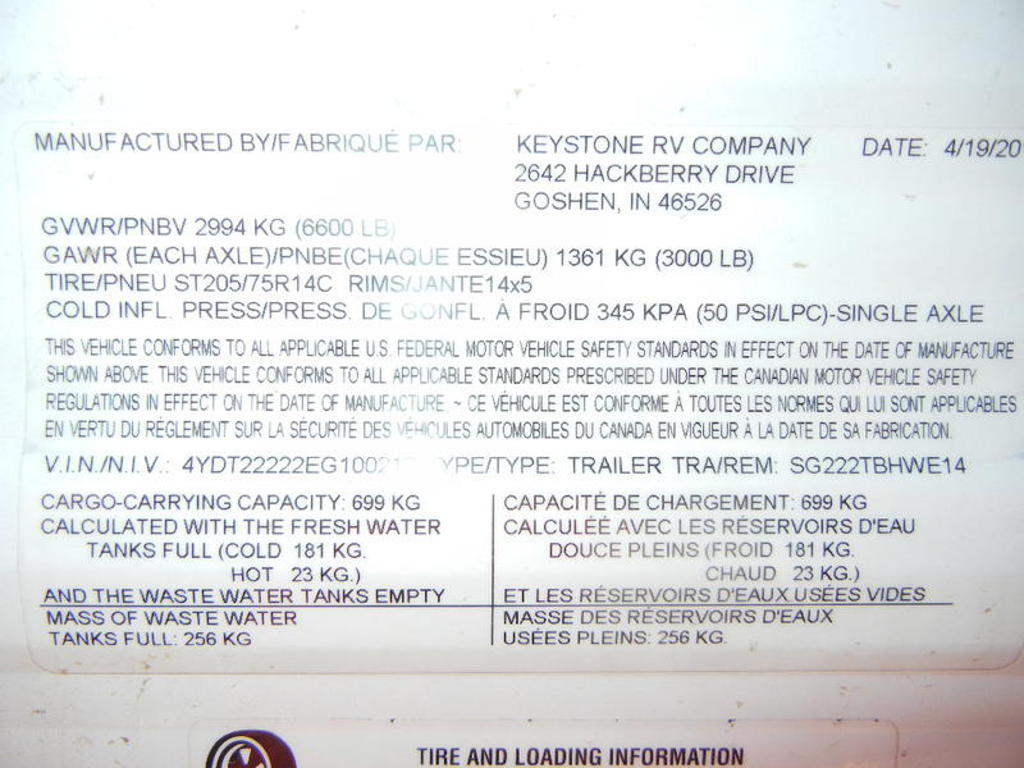 MANUFACTURED BY/FABRIQUÉ PAR: KEYSTONE RV COMPANY DATE: 4/19/20
2642 HACKBERRY DRIVE
GOSHEN, IN 46526
GVWR/PNBV 2994 KG (6600 LB)
GAWR (EACH AXLE)/PNBE(CHAQUE ESSIEU) 1361 KG (3000 LB)
TIRE/PNEU ST205/75R14C RIMS/JANTE14x5
COLD INFL. PRESS/PRESS. DE GONFL. À FROID 345 KPA (50 PSI/LPC)-SINGLE AXLE
THIS VEHICLE CONFORMS TO ALL APPLICABLE U.S. FEDERAL MOTOR VEHICLE SAFETY STANDARDS IN EFFECT ON THE DATE OF MANUFACTURE
SHOWN ABOVE. THIS VEHICLE CONFORMS TO ALL APPLICABLE STANDARDS PRESCRIBED UNDER THE CANADIAN MOTOR VEHICLE SAFETY
REGULATIONS IN EFFECT ON THE DATE OF MANUFACTURE ~ CE VÉHICULE EST CONFORME À TOUTES LES NORMES QUI LUI SONT APPLICABLES
EN VERTU DU RÈGLEMENT SUR LA SÉCURITÉ DES VÉHICULES AUTOMOBILES DU CANADA EN VIGUEUR À LA DATE DE SA FABRICATION.
V.I.N./N.I.V.: YPE/TYPE: TRAILER TRA/REM: SG222TBHWE14
CARGO-CARRYING CAPACITY: 699 KG
CALCULATED WITH THE FRESH WATER
TANKS FULL (COLD 181 KG.
HOT 23 KG.)
AND THE WASTE WATER TANKS EMPTY
MASS OF WASTE WATER
TANKS FULL: 256 KG
CAPACITÉ DE CHARGEMENT: 699 KG
CALCULÉÉ AVEC LES RÉSERVOIRS D'EAU
DOUCE PLEINS (FROID 181 KG.
CHAUD 23 KG.)
ET LES RÉSERVOIRS D'EAUX USÉES VIDES
MASSE DES RÉSERVOIRS D'EAUX
USÉES PLEINS: 256 KG.
TIRE AND LOADING INFORMATION